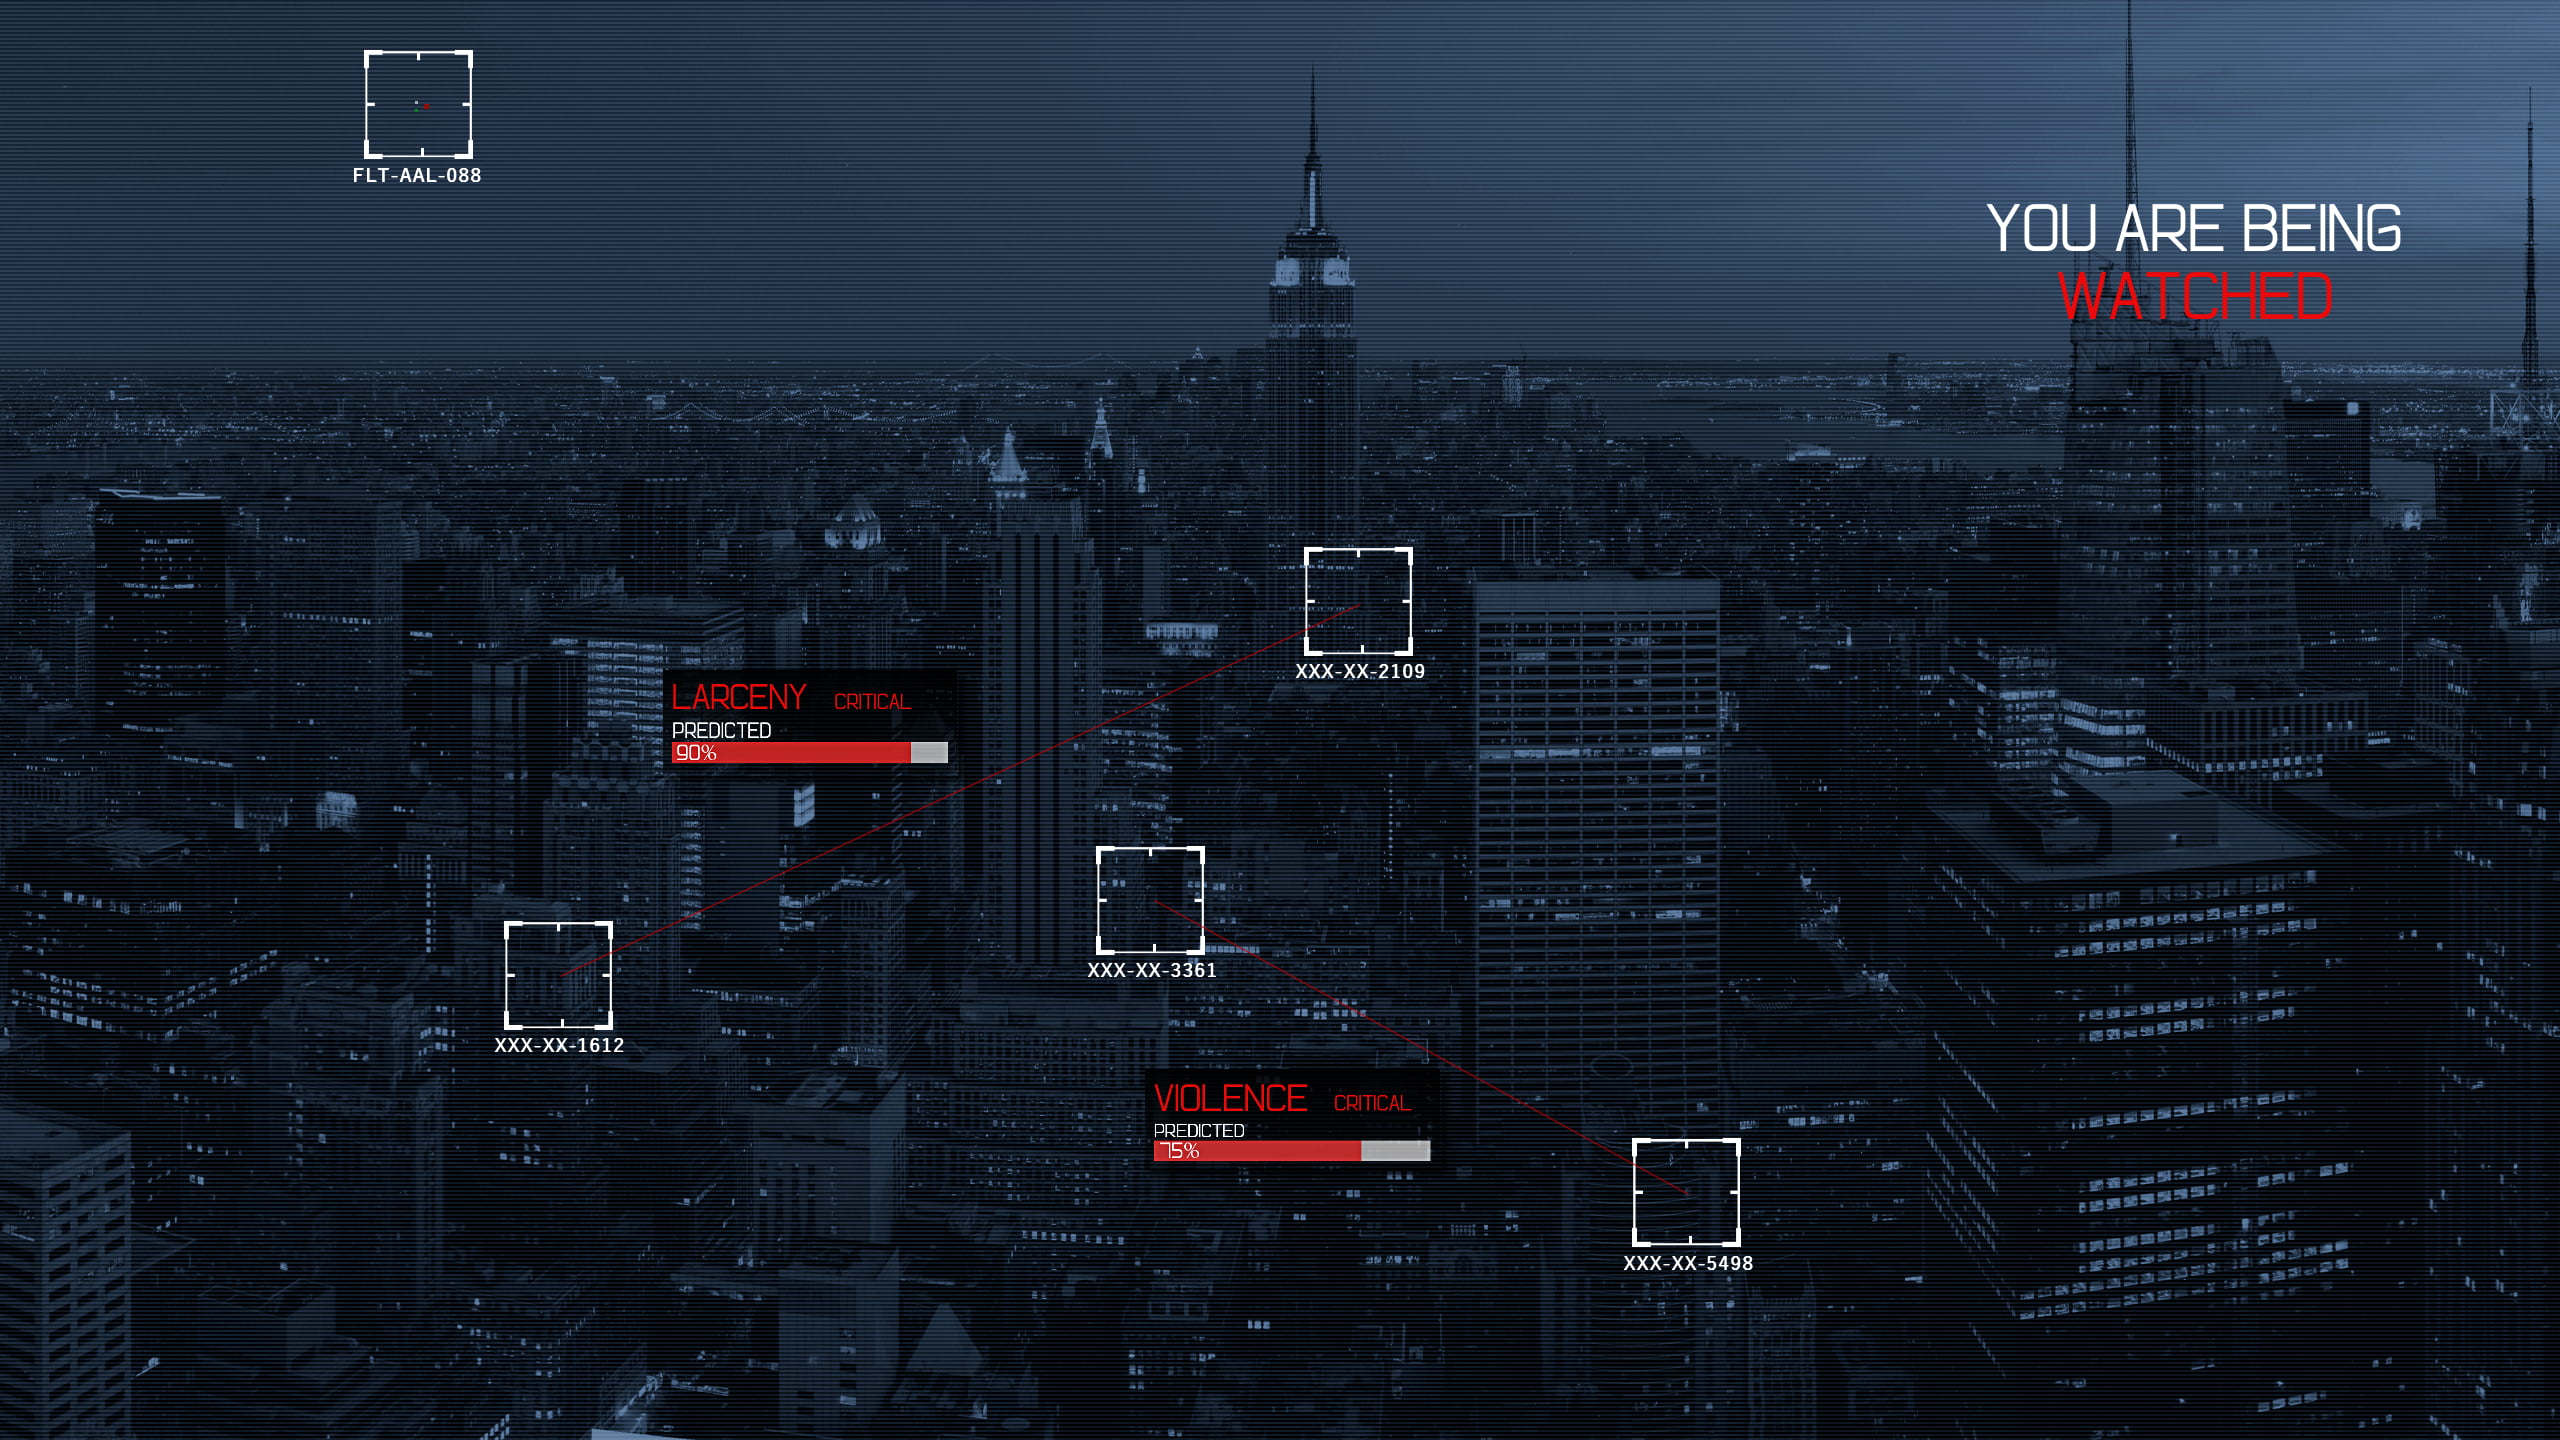 FLT-AAL-088
YOU ARE BEING
WATCHED
XXX-XX-2109
LARCENY CRITICAL
PREDICTED
90%
XXX-XX-3361
XXX-XX-1612
VIOLENCE CRITICAL
PREDICTED
75%
XXX-XX-5498